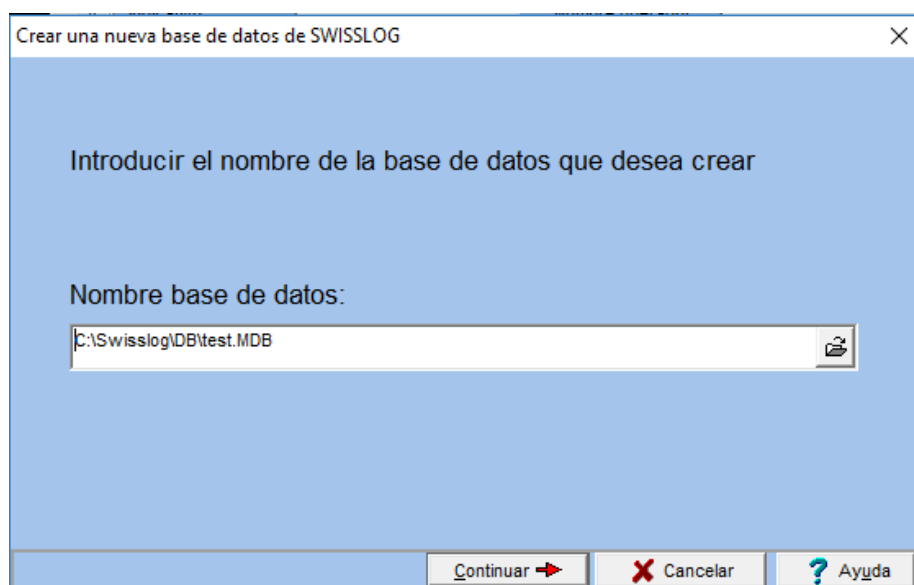 Crear una nueva base de datos de SWISSLOG
Introducir el nombre de la base de datos que desea crear
Nombre base de datos:
C:\Swisslog\DB\test.MDB
Continuar
Cancelar
? Ayuda